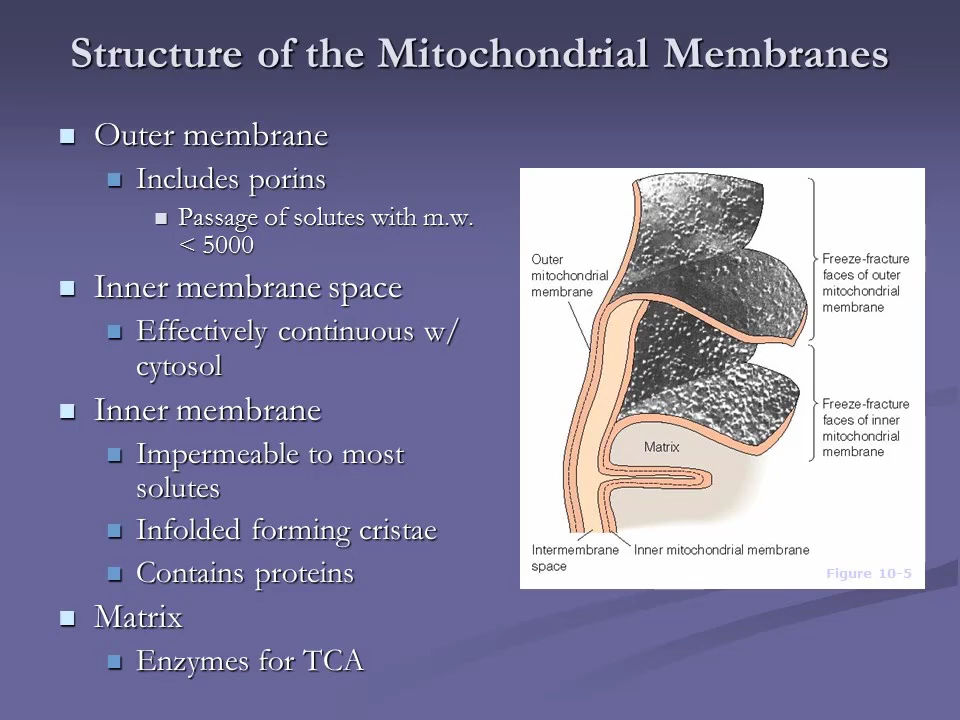 Structure of the Mitochondrial Membranes
Outer membrane
Includes porins
Passage of solutes with m.w.
< 5000
Inner membrane space
Effectively continuous w/
cytosol
Inner membrane
Impermeable to most
solutes
Infolded forming cristae
Contains proteins
Matrix
Enzymes for TCA
Outer
mitochondrial
membrane
Freeze-fracture
faces of outer
mitochondrial
membrane
Freeze-fracture
faces of inner
mitochondrial
membrane
Matrix
Intermembrane
space
Inner mitochondrial membrane
Figure 10-5